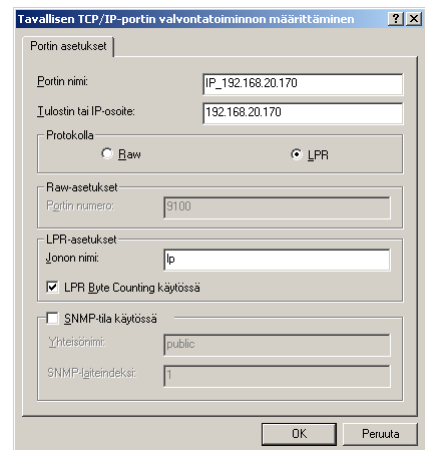 Tavallisen TCP/IP-portin valvontatoiminnon määrittäminen
Portin asetukset
Portin nimi: IP_192.168.20.170
Tulostin tai IP-osoite: 192.168.20.170
Protokolla
Raw LPR
Raw-asetukset
Portin numero: 9100
LPR-asetukset
Jonon nimi: lp
LPR Byte Counting käytössä
SNMP-tila käytössä
Yhteisönimi: public
SNMP-laiteindeksi: 1
OK Peruuta